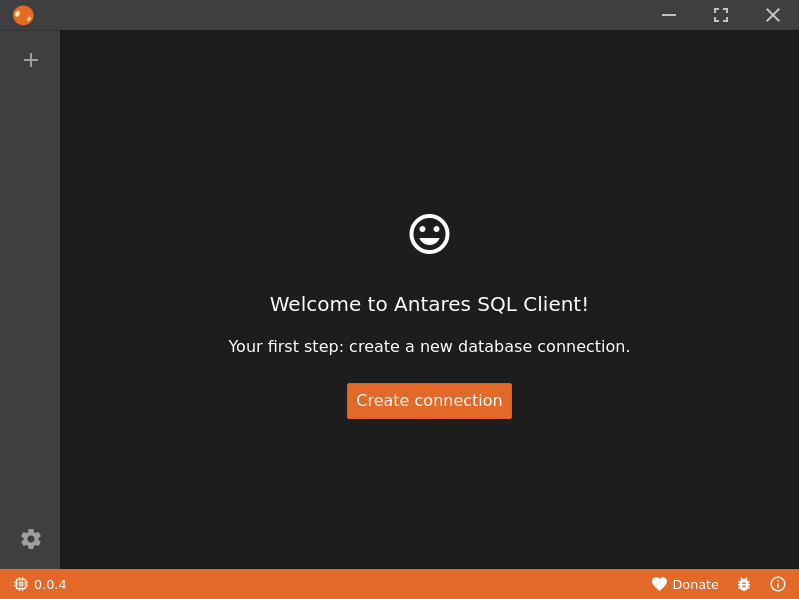 Welcome to Antares SQL Client!
Your first step: create a new database connection.
Create connection
0.0.4
Donate